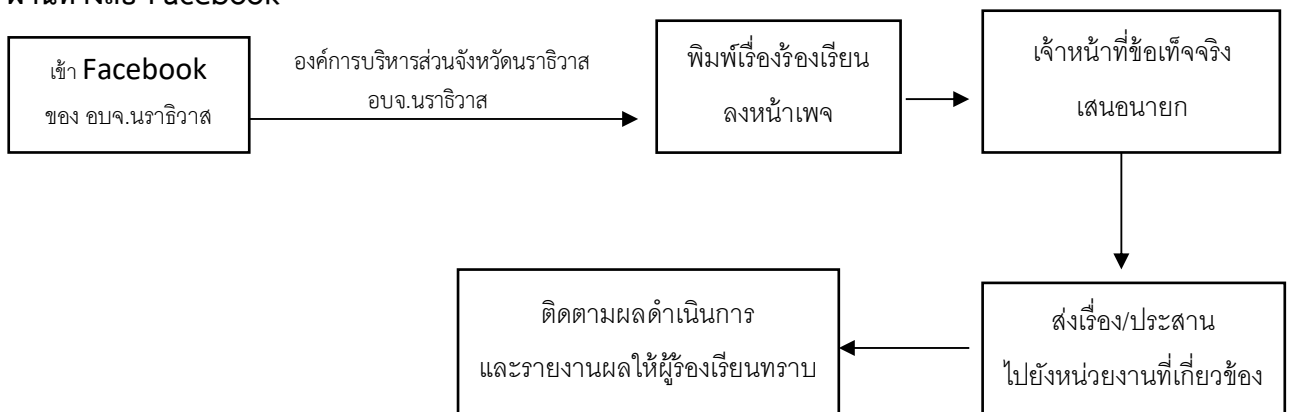 เข้า Facebook
ของ อบจ.นราธิวาส
องค์การบริหารส่วนจังหวัดนราธิวาส
อบจ.นราธิวาส
พิมพ์เรื่องร้องเรียน
ลงหน้าเพจ
เจ้าหน้าที่ข้อเท็จจริง
เสนอนายก
ส่งเรื่อง/ประสาน
ไปยังหน่วยงานที่เกี่ยวข้อง
ติดตามผลดำเนินการ
และรายงานผลให้ผู้ร้องเรียนทราบ